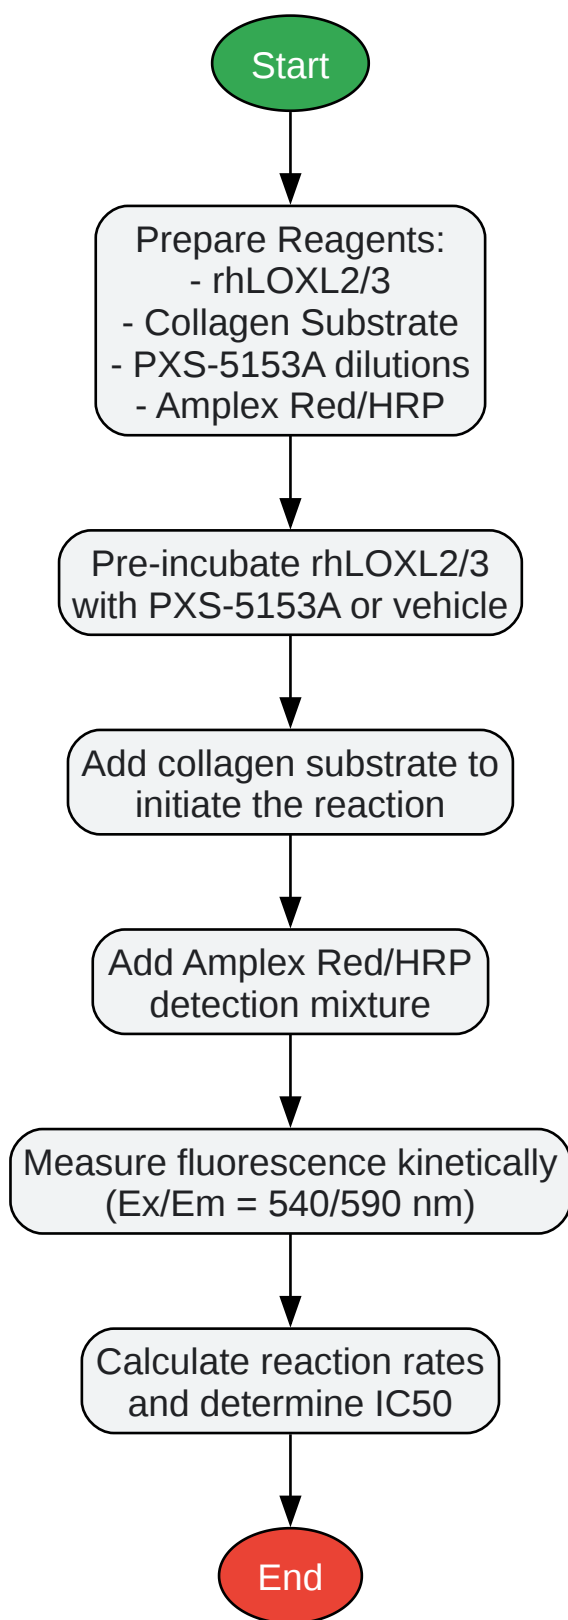 Start
Prepare Reagents:
- rhLOXL2/3
- Collagen Substrate
- PXS-5153A dilutions
- Amplex Red/HRP
Pre-incubate rhLOXL2/3
with PXS-5153A or vehicle
Add collagen substrate to
initiate the reaction
Add Amplex Red/HRP
detection mixture
Measure fluorescence kinetically
(Ex/Em = 540/590 nm)
Calculate reaction rates
and determine IC50
End